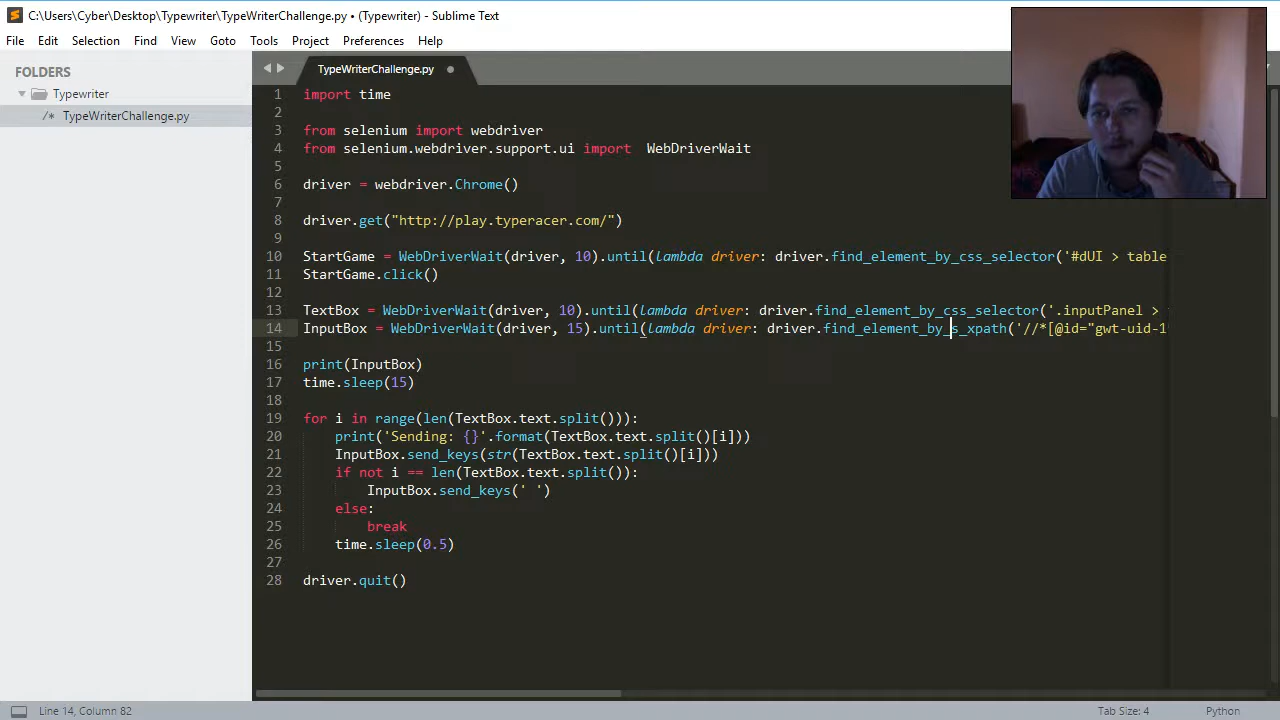 C:\Users\Cyber\Desktop\Typewriter\TypeWriterChallenge.py • (Typewriter) - Sublime Text
File Edit Selection Find View Goto Tools Project Preferences Help
FOLDERS
Typewriter
/* TypeWriterChallenge.py
TypeWriterChallenge.py
1 import time
2
3 from selenium import webdriver
4 from selenium.webdriver.support.ui import  WebDriverWait
5
6 driver = webdriver.Chrome()
7
8 driver.get("http://play.typeracer.com/")
9
10 StartGame = WebDriverWait(driver, 10).until(lambda driver: driver.find_element_by_css_selector('#dUI > table
11 StartGame.click()
12
13 TextBox = WebDriverWait(driver, 10).until(lambda driver: driver.find_element_by_css_selector('.inputPanel >
14 InputBox = WebDriverWait(driver, 15).until(lambda driver: driver.find_element_by_s_xpath('//*[@id="gwt-uid-1
15
16 print(InputBox)
17 time.sleep(15)
18
19 for i in range(len(TextBox.text.split())):
20     print('Sending: {}'.format(TextBox.text.split()[i]))
21     InputBox.send_keys(str(TextBox.text.split()[i]))
22     if not i == len(TextBox.text.split()):
23         InputBox.send_keys(' ')
24     else:
25         break
26     time.sleep(0.5)
27
28 driver.quit()
Line 14, Column 82
Tab Size: 4
Python